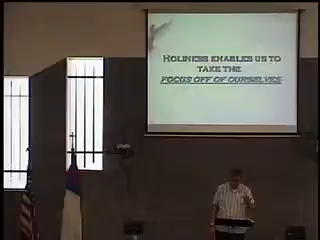 Holiness enables us to
take the
focus off of ourselves